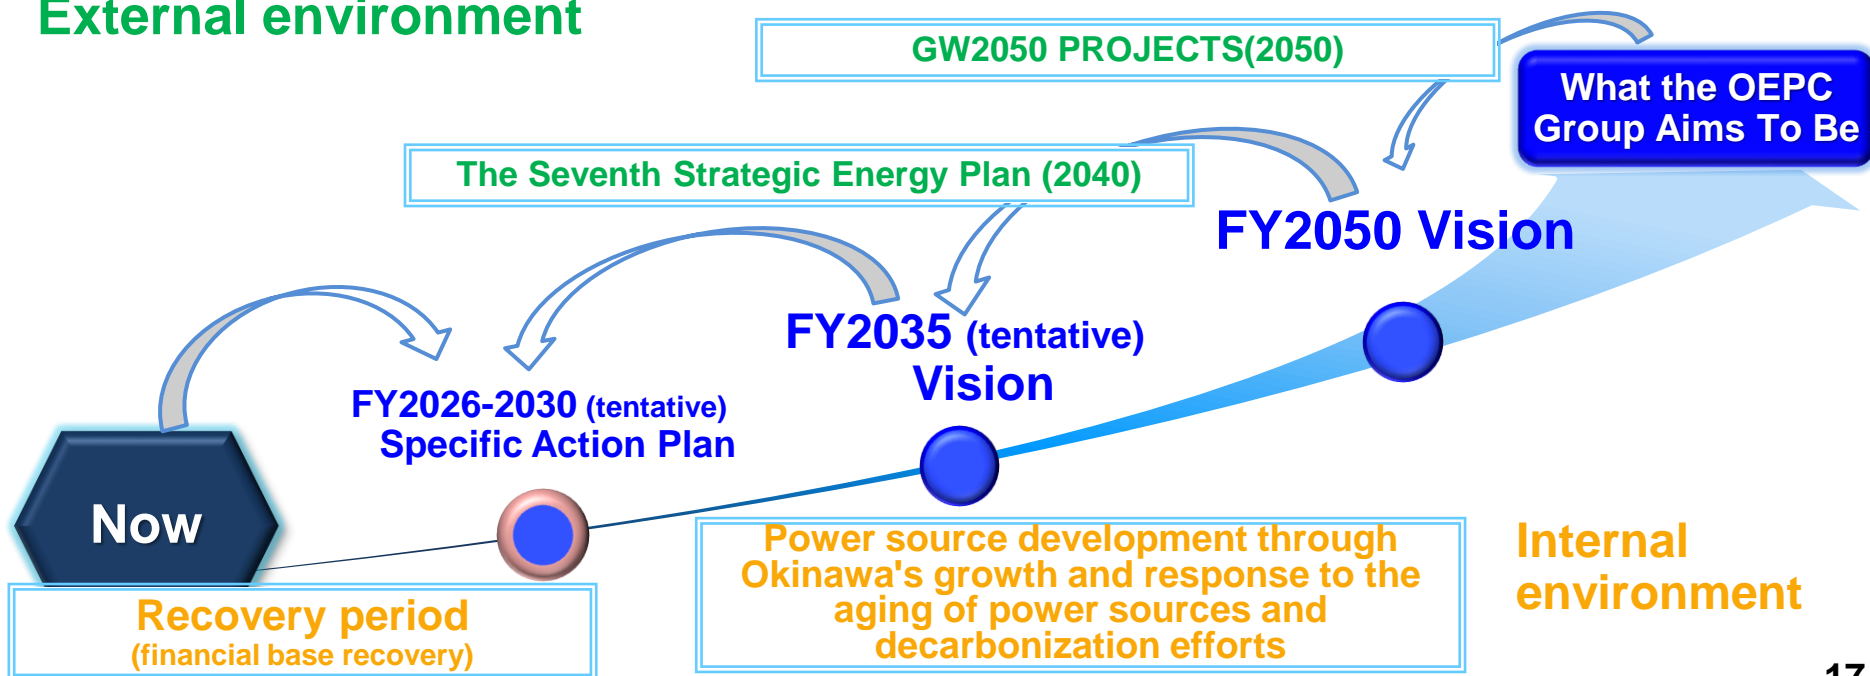 External environment
GW2050 PROJECTS(2050)
What the OEPC
Group Aims To Be
The Seventh Strategic Energy Plan (2040)
FY2050 Vision
FY2035 (tentative)
Vision
FY2026-2030 (tentative)
Specific Action Plan
Now
Power source development through
Okinawa's growth and response to the
aging of power sources and
decarbonization efforts
Internal
environment
Recovery period
(financial base recovery)
17